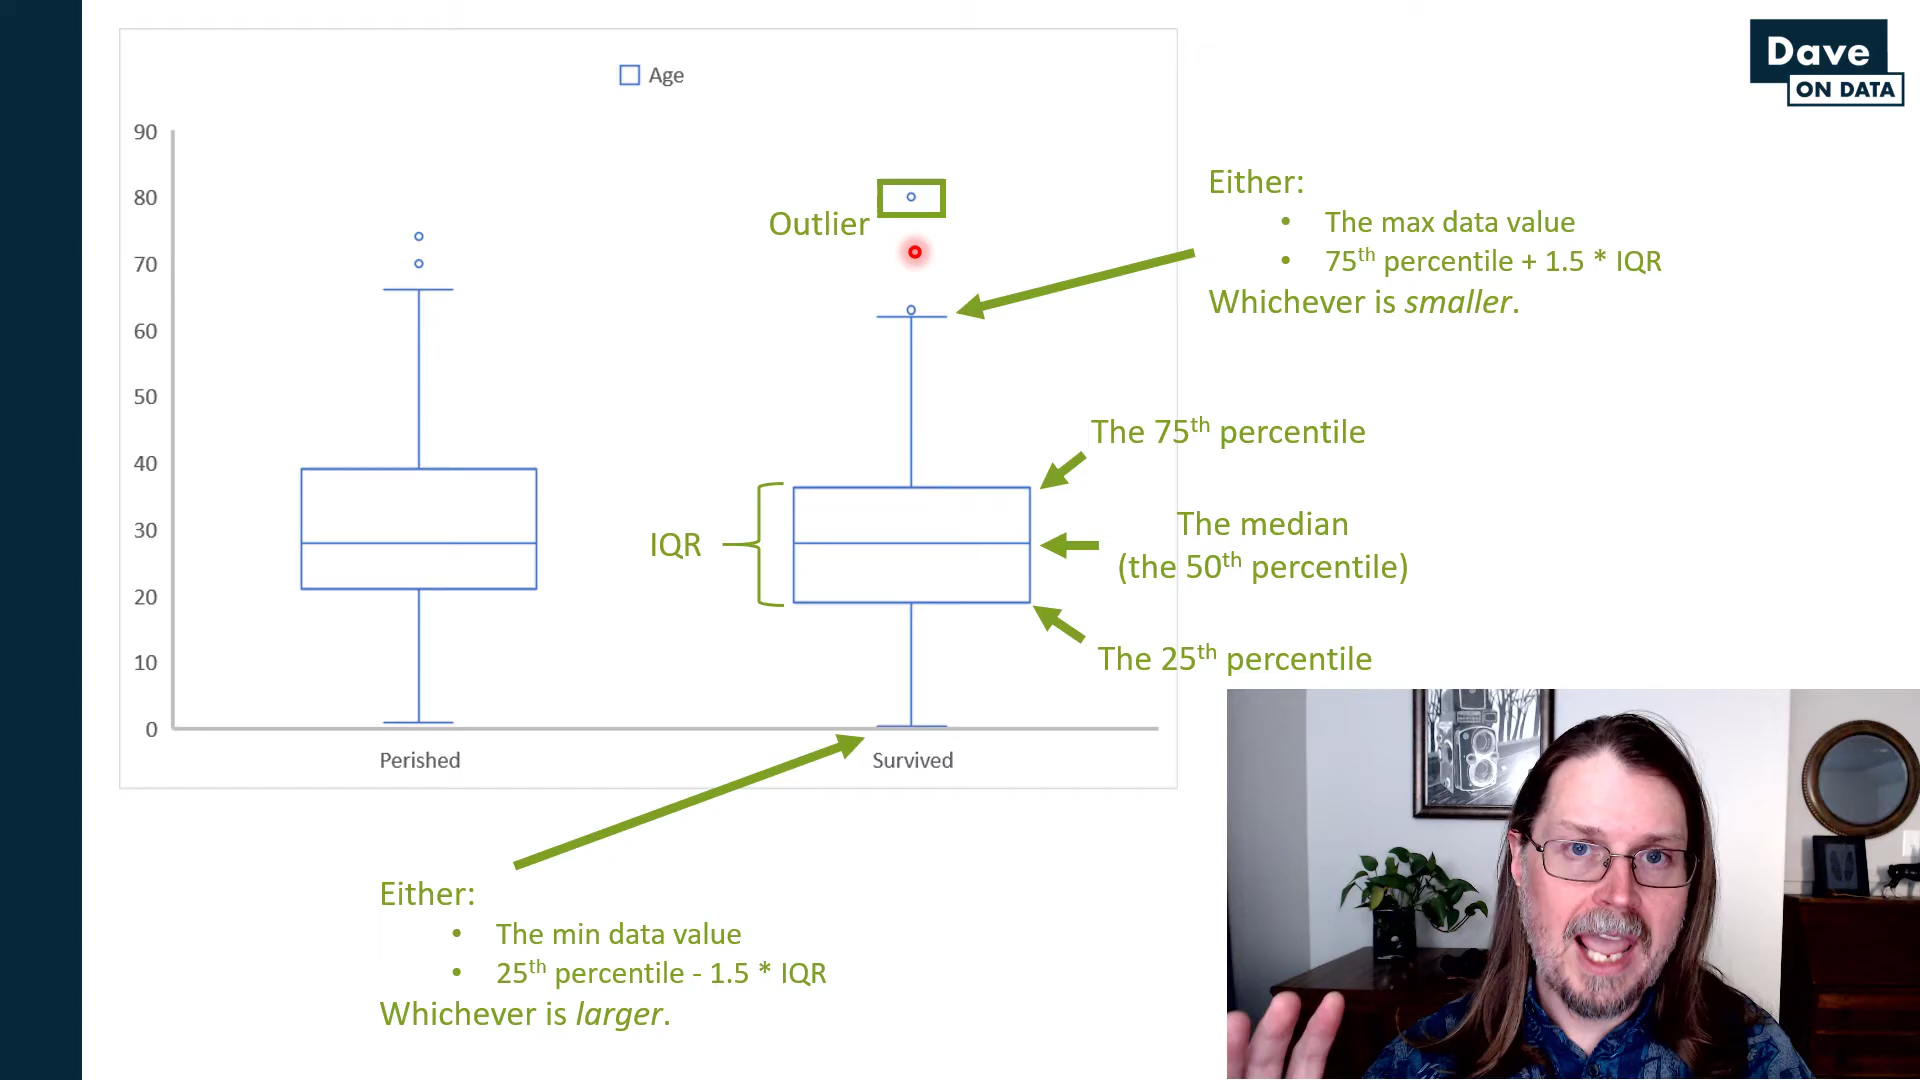 Dave
ON DATA
Age
90
80
70
60
50
40
30
20
10
0
Perished
Survived
Outlier
IQR
Either:
• The max data value
• 75th percentile + 1.5 * IQR
Whichever is smaller.
The 75th percentile
The median
(the 50th percentile)
The 25th percentile
Either:
• The min data value
• 25th percentile - 1.5 * IQR
Whichever is larger.